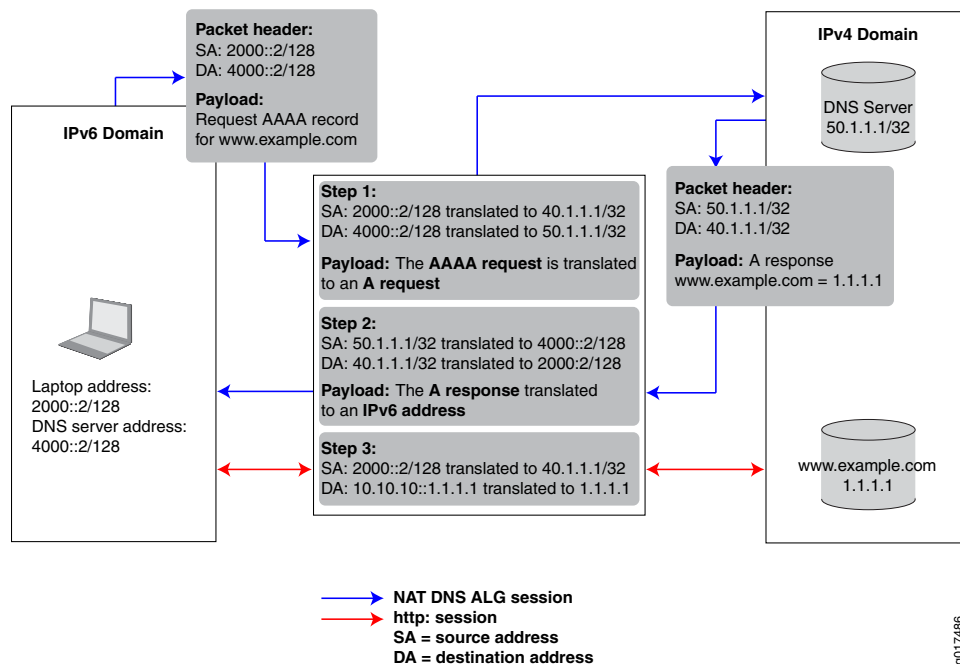 Packet header:
SA: 2000::2/128
DA: 4000::2/128
Payload:
Request AAAA record
for www.example.com
IPv6 Domain
Laptop address:
2000::2/128
DNS server address:
4000::2/128
Step 1:
SA: 2000::2/128 translated to 40.1.1.1/32
DA: 4000::2/128 translated to 50.1.1.1/32
Payload: The AAAA request is translated
to an A request
Step 2:
SA: 50.1.1.1/32 translated to 4000::2/128
DA: 40.1.1.1/32 translated to 2000:2/128
Payload: The A response translated
to an IPv6 address
Step 3:
SA: 2000::2/128 translated to 40.1.1.1/32
DA: 10.10.10::1.1.1.1 translated to 1.1.1.1
IPv4 Domain
DNS Server
50.1.1.1/32
Packet header:
SA: 50.1.1.1/32
DA: 40.1.1.1/32
Payload: A response
www.example.com = 1.1.1.1
www.example.com
1.1.1.1
NAT DNS ALG session
http: session
SA = source address
DA = destination address
g017486